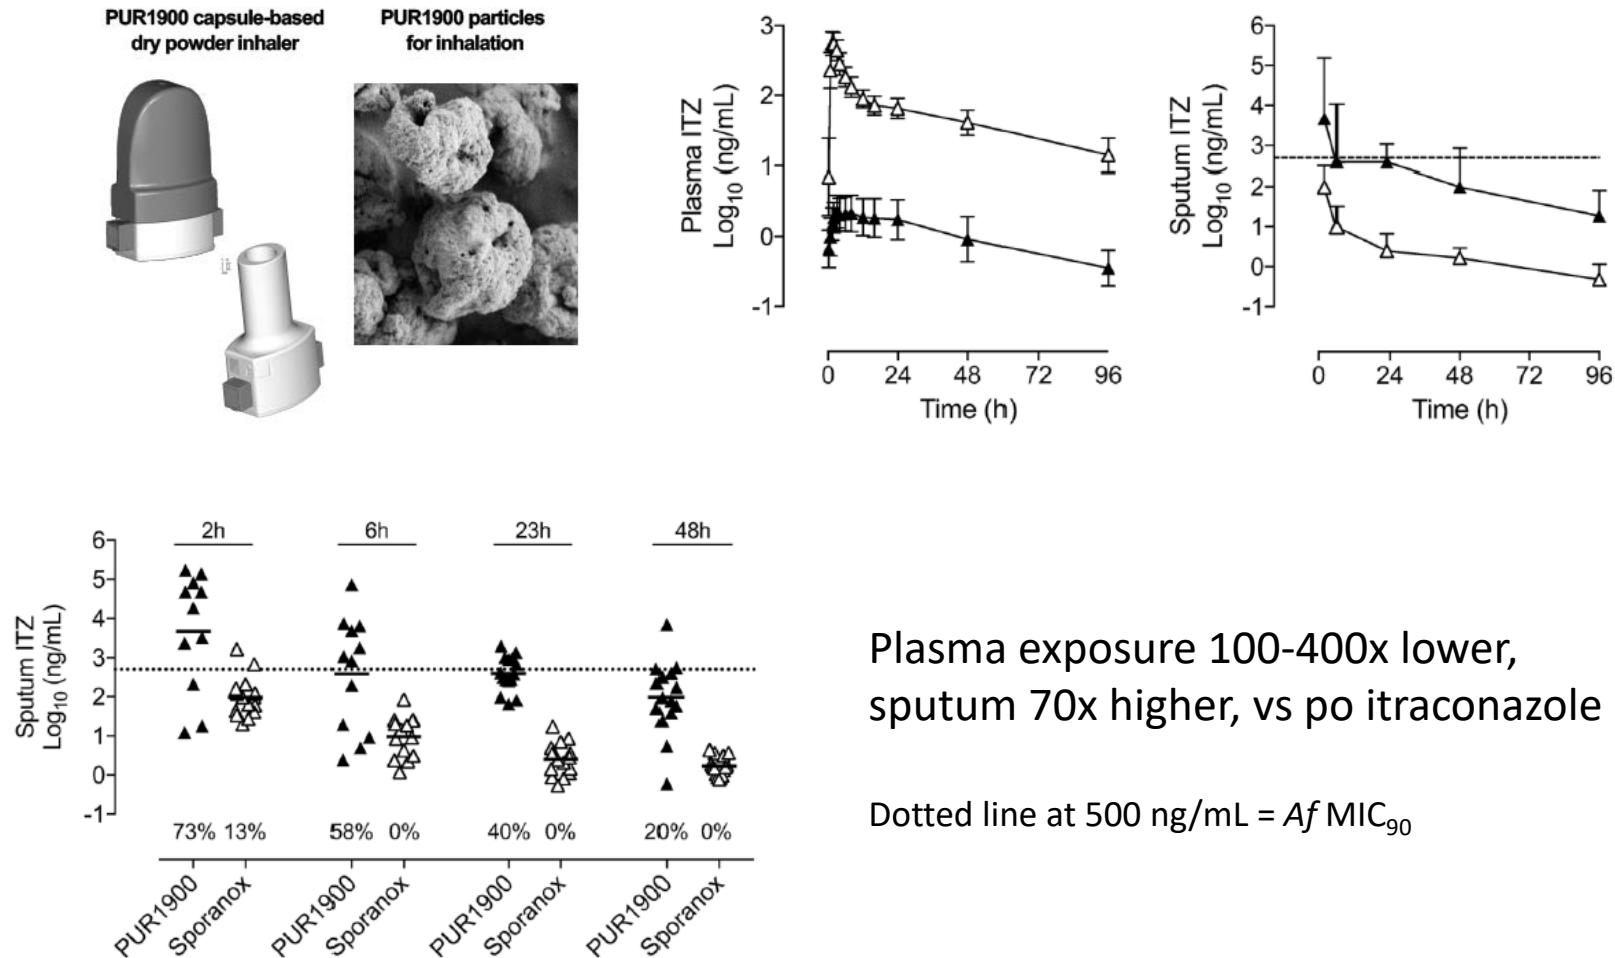 PUR1900 capsule-based
dry powder inhaler
PUR1900 particles
for inhalation
Plasma ITZ
Log10 (ng/mL)
3
2
1
0
-1
0 24 48 72 96
Time (h)
Sputum ITZ
Log10 (ng/mL)
6
5
4
3
2
1
0
-1
0 24 48 72 96
Time (h)
Sputum ITZ
Log10 (ng/mL)
6
5
4
3
2
1
0
-1
2h 6h 23h 48h
73% 13% 58% 0% 40% 0% 20% 0%
PUR1900 Sporanox PUR1900 Sporanox PUR1900 Sporanox PUR1900 Sporanox
Plasma exposure 100-400x lower,
sputum 70x higher, vs po itraconazole
Dotted line at 500 ng/mL = Af MIC90